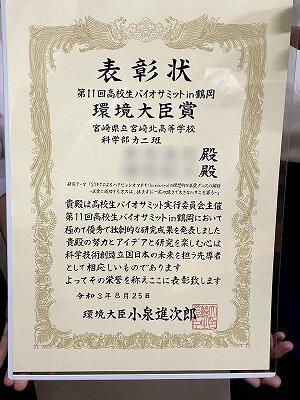 表彰状
第11回高校生バイオサミットin鶴岡
環境大臣賞
宮崎県立宮崎北高等学校
科学部カニ班
殿
殿
貴殿は高校生バイオサミット実行委員会主催
第11回高校生バイオサミットin鶴岡において
極めて優秀で独創的な研究成果を発表しました
貴殿の努力とアイデアと研究を楽しむ心は
科学技術創造立国日本の未来を担う先導者
として相応しいものであります
よってその栄誉を称えここに表彰致します
令和3年8月25日
環境大臣 小泉進次郎